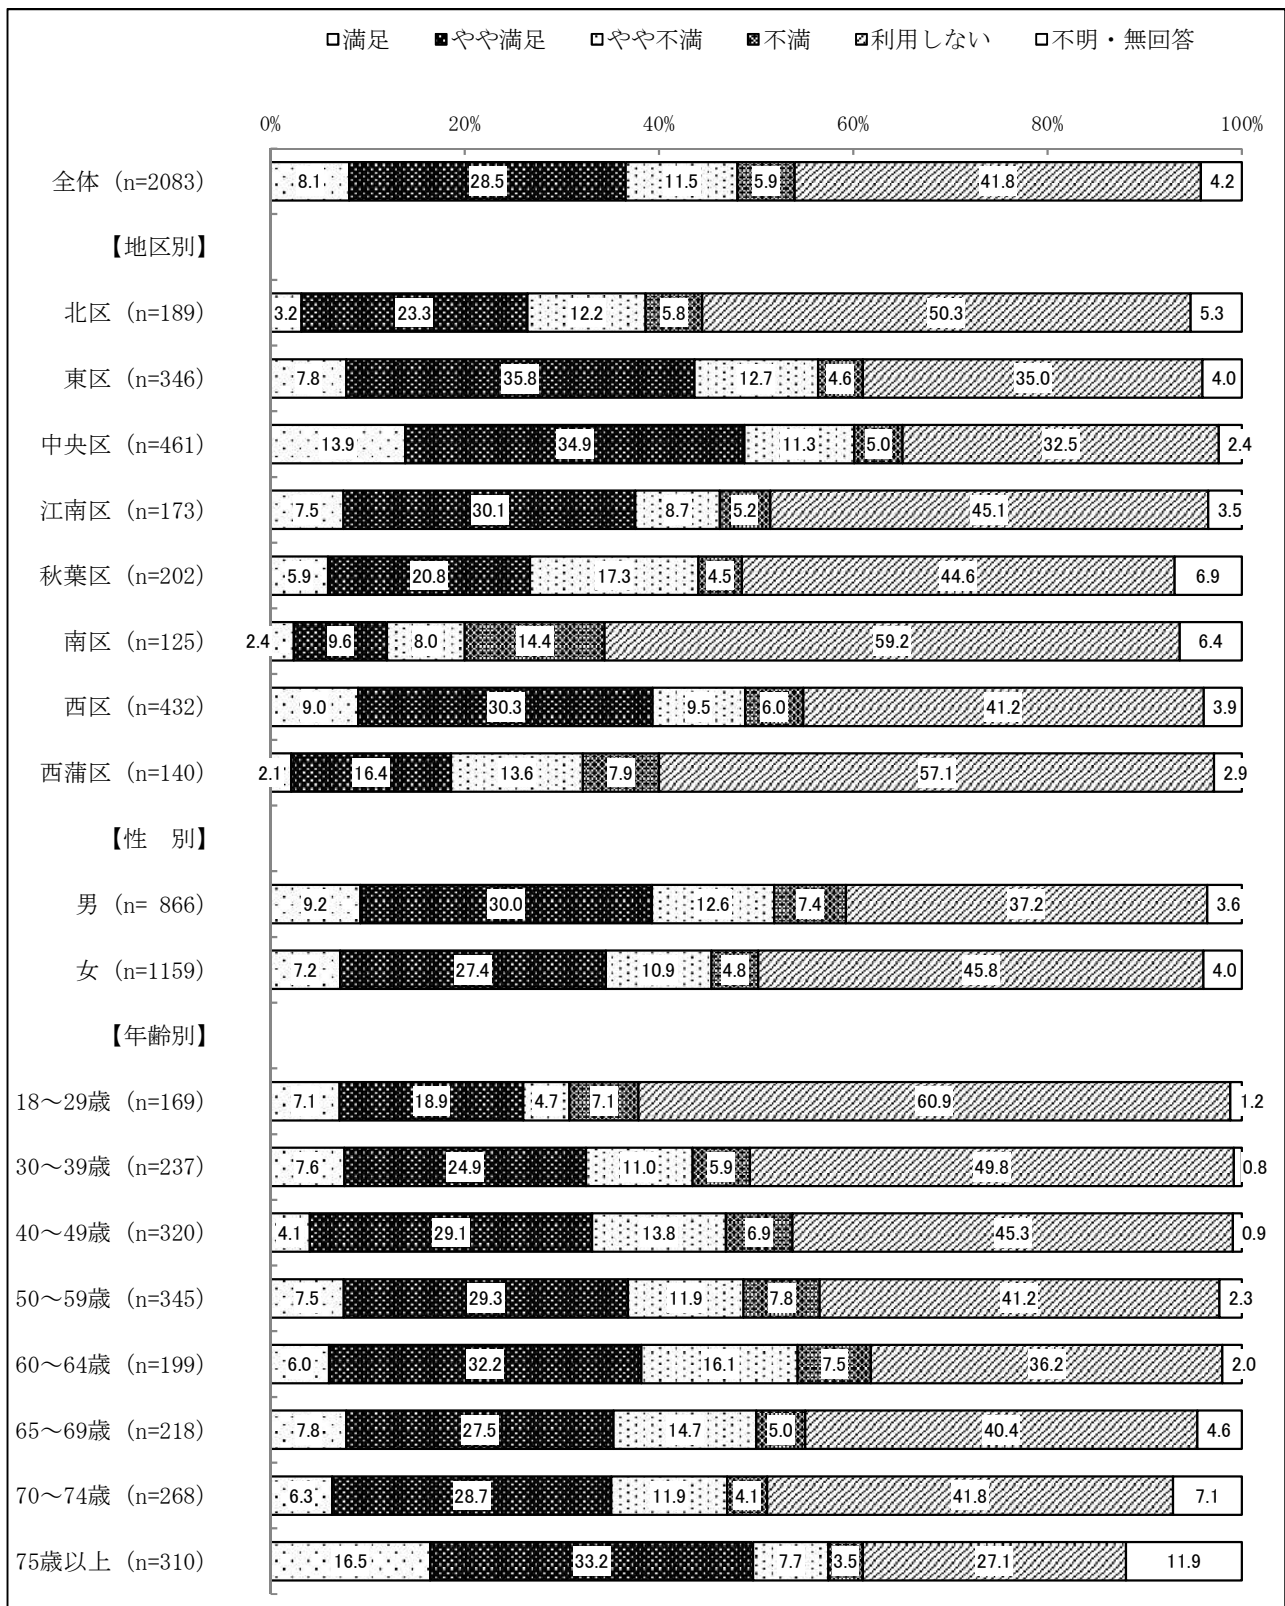 □満足 ■やや満足 □やや不満 ■不満 □利用しない □不明・無回答
0% 20% 40% 60% 80% 100%
全体 (n=2083) 8.1 28.5 11.5 5.9 41.8 4.2
【地区別】
北区 (n=189) 3.2 23.3 12.2 5.8 50.3 5.3
東区 (n=346) 7.8 35.8 12.7 4.6 35.0 4.0
中央区 (n=461) 13.9 34.9 11.3 5.0 32.5 2.4
江南区 (n=173) 7.5 30.1 8.7 5.2 45.1 3.5
秋葉区 (n=202) 5.9 20.8 17.3 4.5 44.6 6.9
南区 (n=125) 2.4 9.6 8.0 14.4 59.2 6.4
西区 (n=432) 9.0 30.3 9.5 6.0 41.2 3.9
西蒲区 (n=140) 2.1 16.4 13.6 7.9 57.1 2.9
【性　別】
男 (n= 866) 9.2 30.0 12.6 7.4 37.2 3.6
女 (n=1159) 7.2 27.4 10.9 4.8 45.8 4.0
【年齢別】
18～29歳 (n=169) 7.1 18.9 4.7 7.1 60.9 1.2
30～39歳 (n=237) 7.6 24.9 11.0 5.9 49.8 0.8
40～49歳 (n=320) 4.1 29.1 13.8 6.9 45.3 0.9
50～59歳 (n=345) 7.5 29.3 11.9 7.8 41.2 2.3
60～64歳 (n=199) 6.0 32.2 16.1 7.5 36.2 2.0
65～69歳 (n=218) 7.8 27.5 14.7 5.0 40.4 4.6
70～74歳 (n=268) 6.3 28.7 11.9 4.1 41.8 7.1
75歳以上 (n=310) 16.5 33.2 7.7 3.5 27.1 11.9